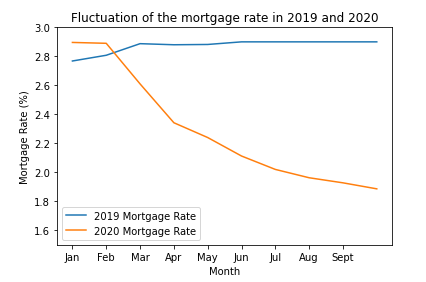 Fluctuation of the mortgage rate in 2019 and 2020
3.0
2.8
2.6
2.4
2.2
2.0
1.8
1.6
Mortgage Rate (%)
2019 Mortgage Rate
2020 Mortgage Rate
Jan Feb Mar Apr May Jun Jul Aug Sept
Month